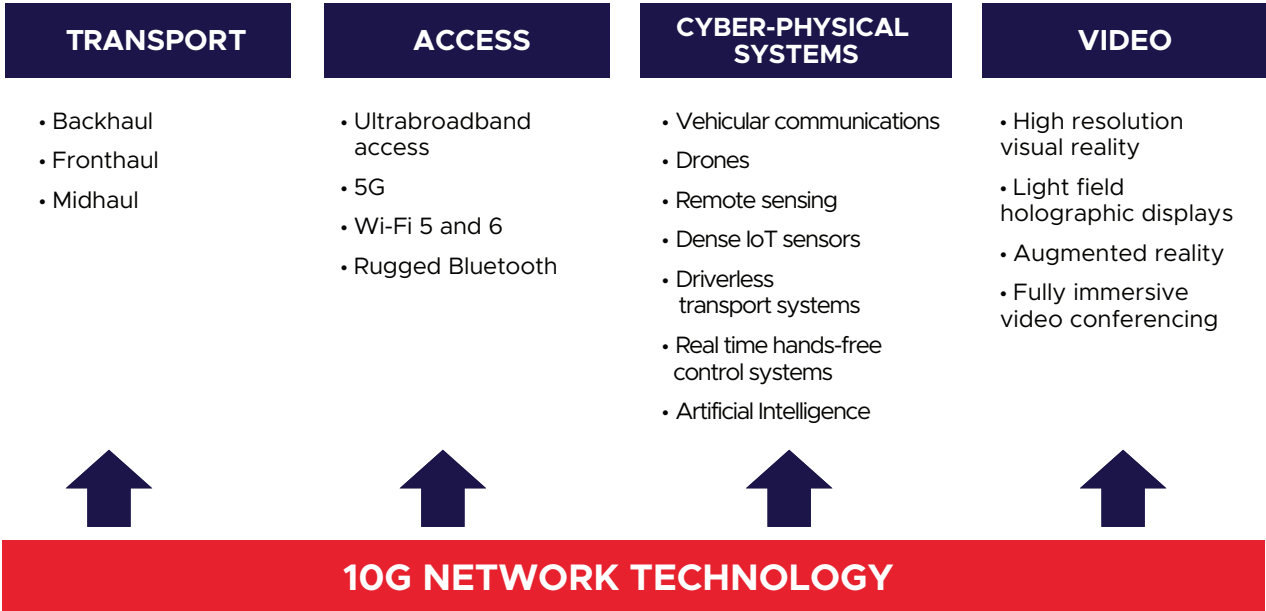 TRANSPORT
• Backhaul
• Fronthaul
• Midhaul
ACCESS
• Ultrabroadband
access
• 5G
• Wi-Fi 5 and 6
• Rugged Bluetooth
CYBER-PHYSICAL
SYSTEMS
• Vehicular communications
• Drones
• Remote sensing
• Dense IoT sensors
• Driverless
transport systems
• Real time hands-free
control systems
• Artificial Intelligence
VIDEO
• High resolution
visual reality
• Light field
holographic displays
• Augmented reality
• Fully immersive
video conferencing
10G NETWORK TECHNOLOGY